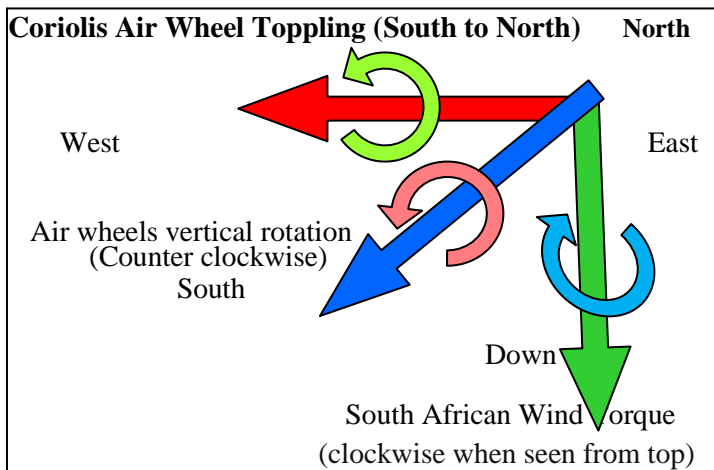 Coriolis Air Wheel Toppling (South to North) North
West
East
Air wheels vertical rotation
(Counter clockwise)
South
Down
South African Wind orque
(clockwise when seen from top)